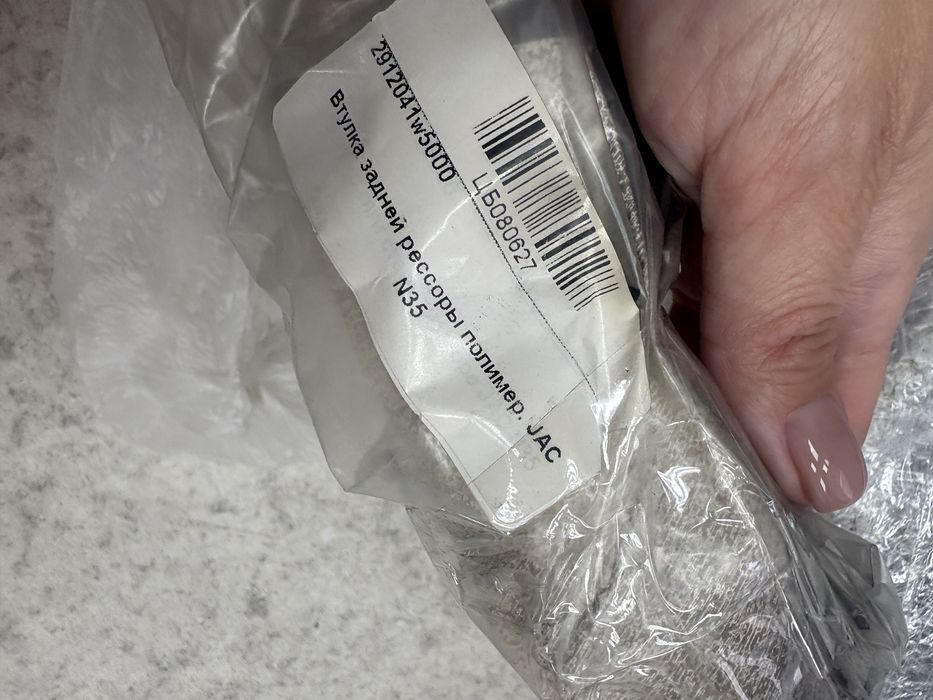 2912041w5000
ЦБ080627
Втулка задней рессоры полимер. JAC
N35